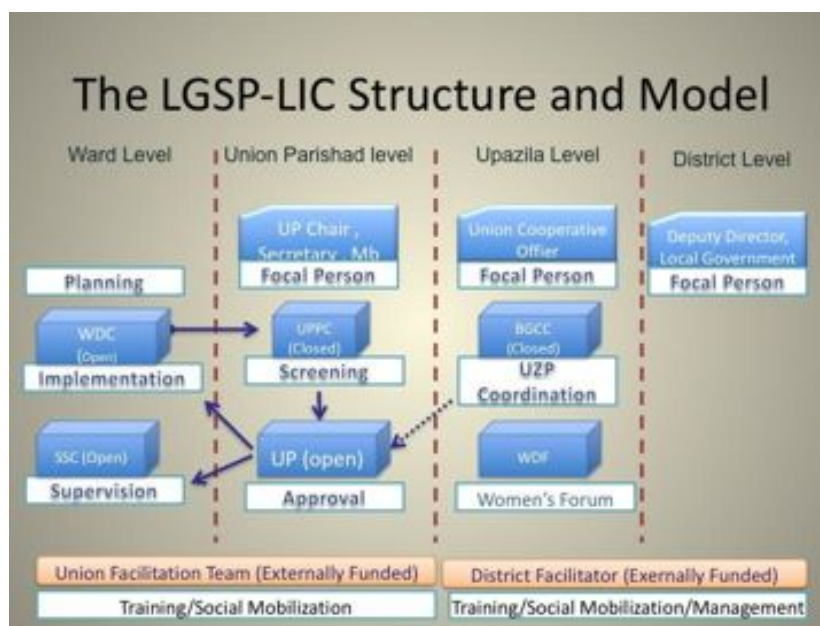 The LGSP-LIC Structure and Model
Ward Level
Union Parishad level
Upazila Level
District Level
UP Chair ,
Secretary , Mb
Focal Person
Union Cooperative
Offier
Focal Person
Deputy Director,
Local Government
Focal Person
Planning
WDC
(Open)
Implementation
UPPC
(Closed)
Screening
BGCC
(Closed)
UZP
Coordination
SSC (Open)
Supervision
UP (open)
Approval
WDF
Women's Forum
Union Facilitation Team (Externally Funded)
District Facilitator (Exernally Funded)
Training/Social Mobilization
Training/Social Mobilization/Management